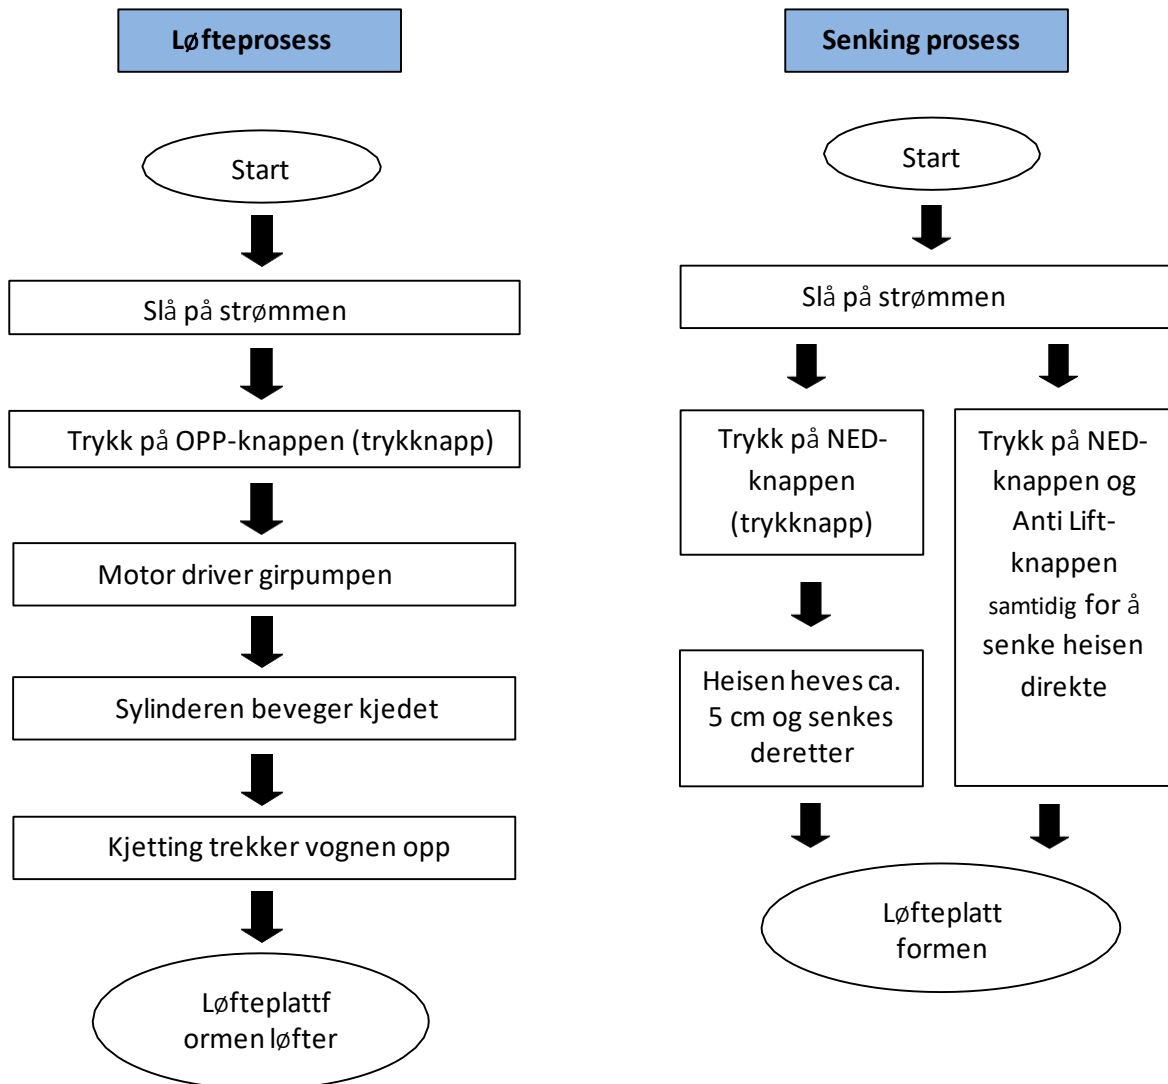 Løfteprosess
Start
Slå på strømmen
Trykk på OPP-knappen (trykknapp)
Motor driver girpumpen
Sylinderen beveger kjedet
Kjetting trekker vognen opp
Løfteplattf
ormen løfter
Senking prosess
Start
Slå på strømmen
Trykk på NED-
knappen
(trykknapp)
Heisen heves ca.
5 cm og senkes
deretter
Trykk på NED-
knappen og
Anti Lift-
knappen
samtidig for å
senke heisen
direkte
Løfteplatt
formen